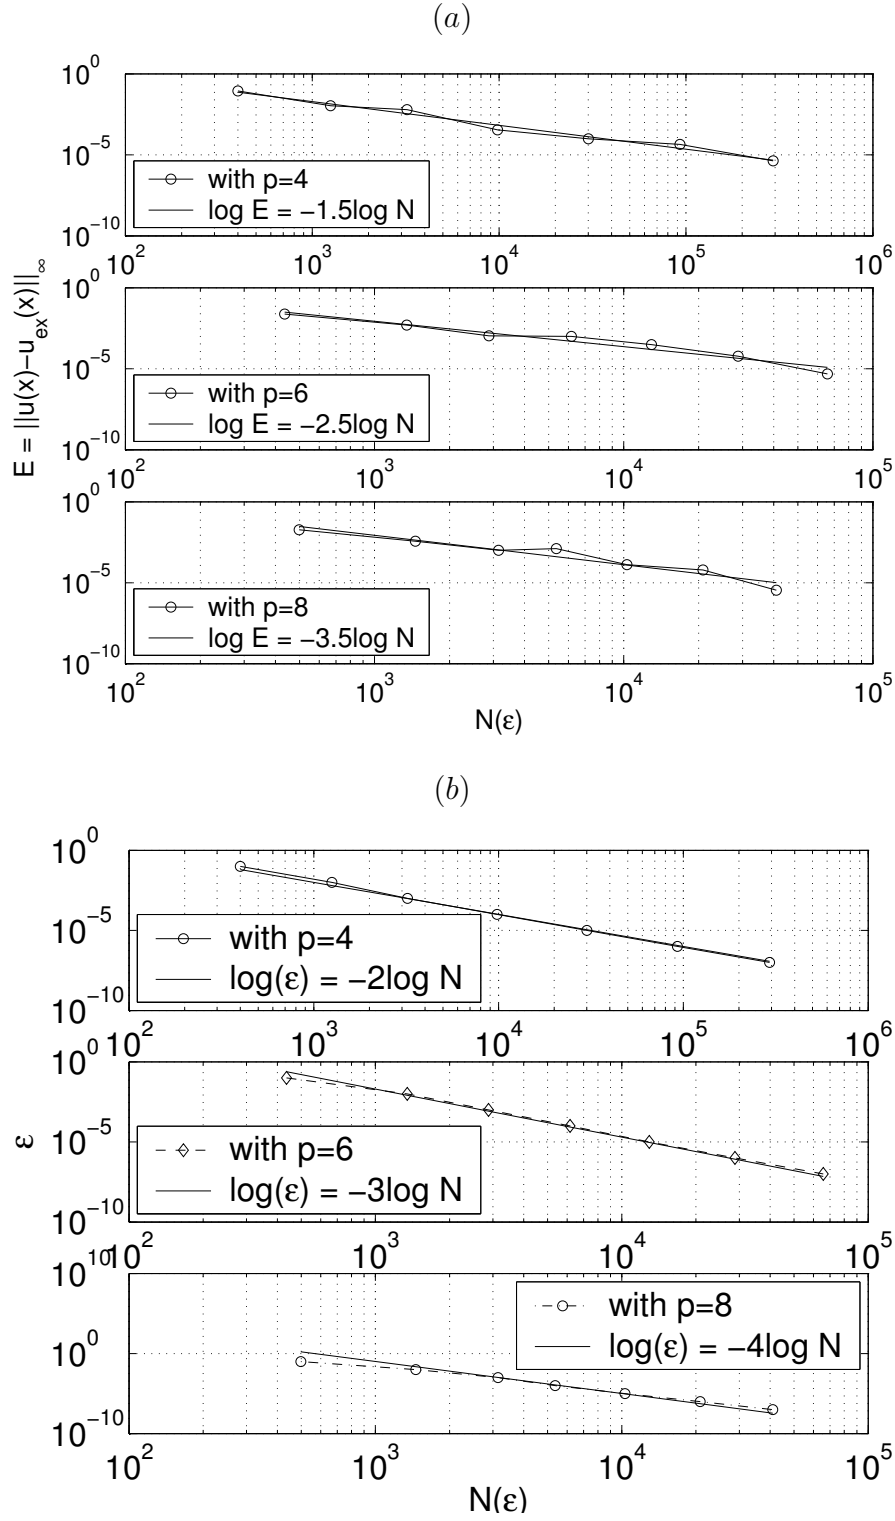 (a)
10^0
10^-5
10^-10
with p=4
log E = −1.5log N
10^2 10^3 10^4 10^5 10^6
E = ||u(x)−u_ex(x)||_∞
10^0
10^-5
10^-10
with p=6
log E = −2.5log N
10^2 10^3 10^4 10^5
10^0
10^-5
10^-10
with p=8
log E = −3.5log N
10^2 10^3 10^4 10^5
N(ε)
(b)
10^0
10^-5
10^-10
with p=4
log(ε) = −2log N
10^2 10^3 10^4 10^5 10^6
ε
10^0
10^-5
10^-10
with p=6
log(ε) = −3log N
10^2 10^3 10^4 10^5
10^10
10^0
10^-10
with p=8
log(ε) = −4log N
10^2 10^3 10^4 10^5
N(ε)